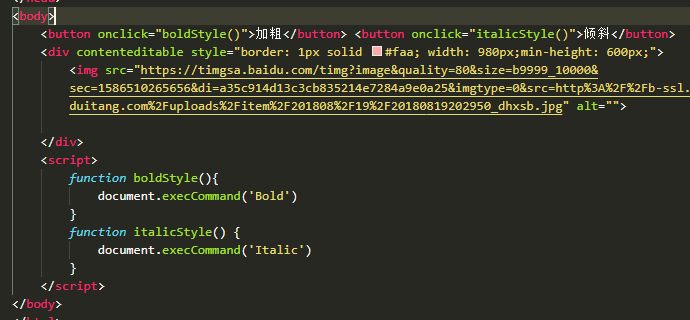 </head>
<body>
<button onclick="boldStyle()">加粗</button> <button onclick="italicStyle()">倾斜</button>
<div contenteditable style="border: 1px solid #faa; width: 980px;min-height: 600px;">
<img src="https://timgsa.baidu.com/timg?image&quality=80&size=b9999_10000&
sec=1586510265656&di=a35c914d13c3cb835214e7284a9e0a25&imgtype=0&src=http%3A%2F%2Fb-ssl.
duitang.com%2Fuploads%2Fitem%2F201808%2F19%2F20180819202950_dhxsb.jpg" alt="">
</div>
<script>
function boldStyle(){
document.execCommand('Bold')
}
function italicStyle() {
document.execCommand('Italic')
}
</script>
</body>
</html>